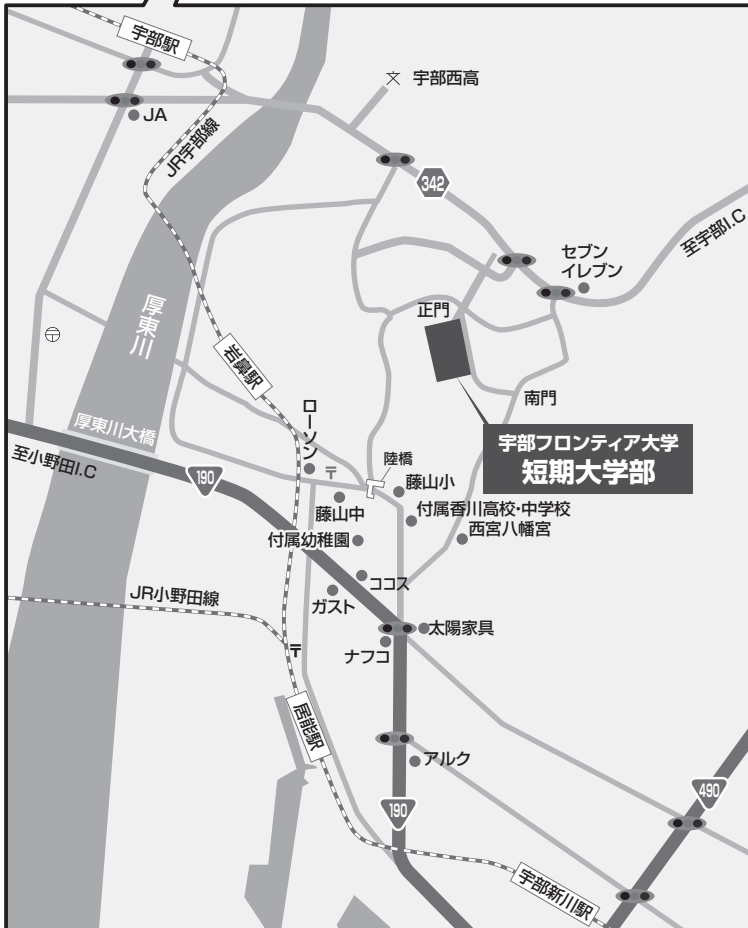 宇部駅
文 宇部西高
JA
JR宇部線
342
セブン
イレブン
至宇部I.C
正門
厚東川
岩鼻駅
南門
ローソン
厚東川大橋
陸橋
宇部フロンティア大学
短期大学部
至小野田I.C
190
〒
藤山小
藤山中
付属香川高校・中学校
付属幼稚園
西宮八幡宮
ココス
JR小野田線
ガスト
太陽家具
ナフコ
〒
居能駅
アルク
190
490
宇部新川駅